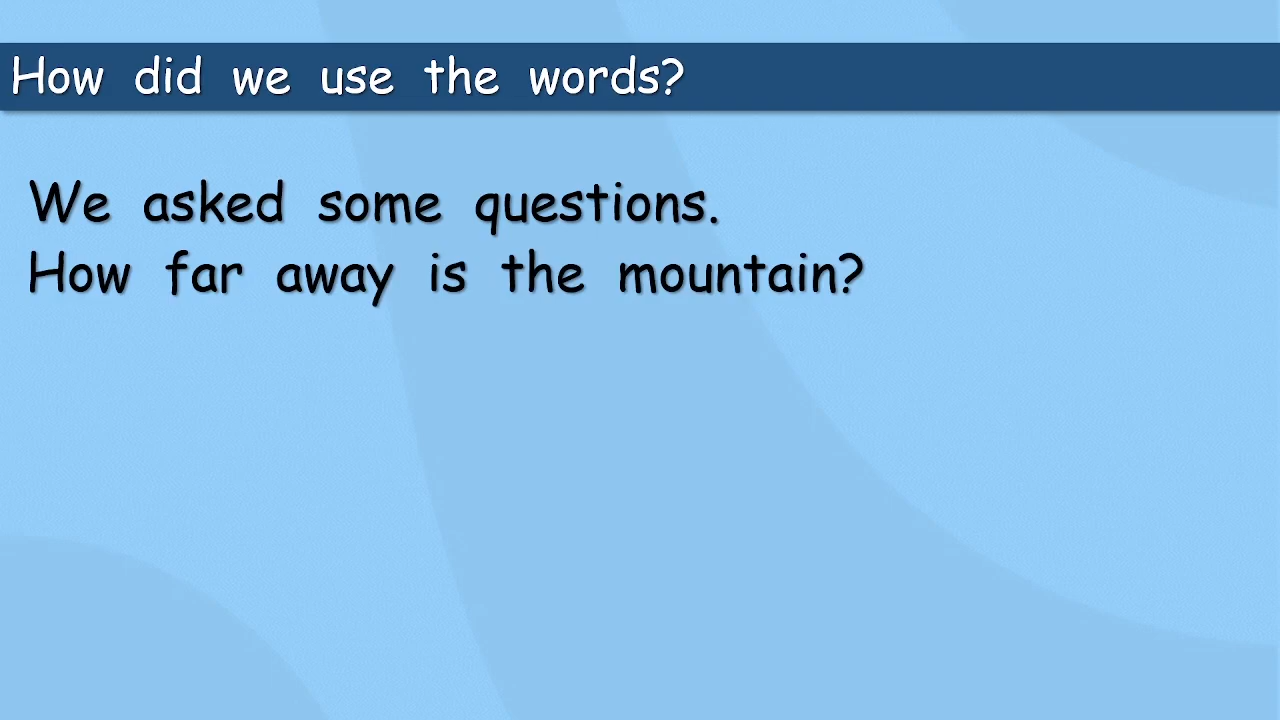 How did we use the words?
We asked some questions.
How far away is the mountain?